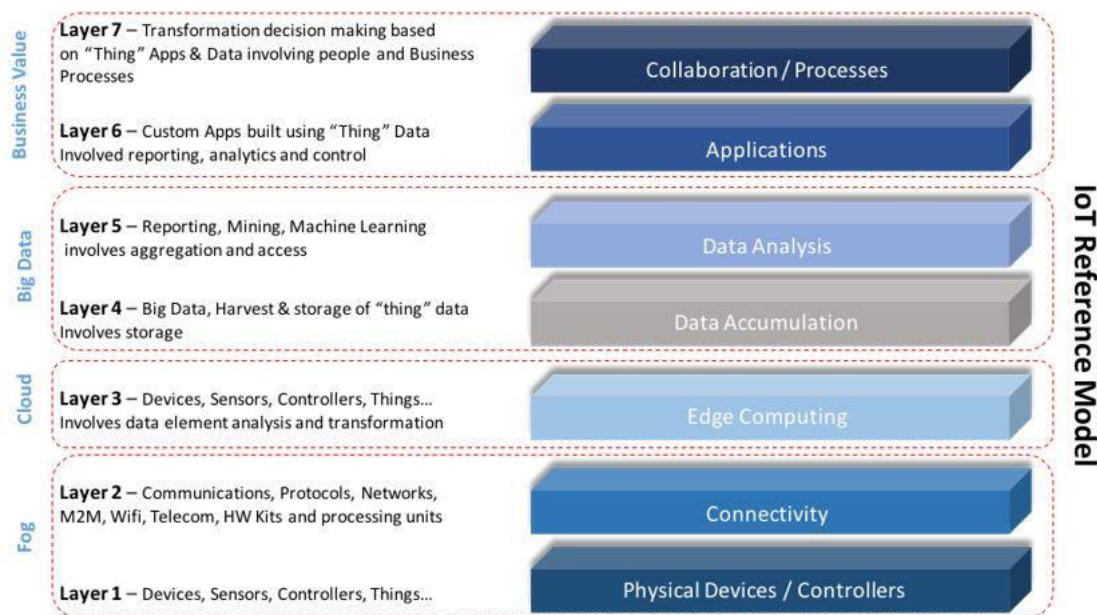 Business Value
Layer 7 – Transformation decision making based
on “Thing” Apps & Data involving people and Business
Processes
Collaboration / Processes
Layer 6 – Custom Apps built using “Thing” Data
Involved reporting, analytics and control
Applications
Big Data
Layer 5 – Reporting, Mining, Machine Learning
involves aggregation and access
Data Analysis
Layer 4 – Big Data, Harvest & storage of “thing” data
Involves storage
Data Accumulation
Cloud
Layer 3 – Devices, Sensors, Controllers, Things...
Involves data element analysis and transformation
Edge Computing
Fog
Layer 2 – Communications, Protocols, Networks,
M2M, Wifi, Telecom, HW Kits and processing units
Connectivity
Layer 1 – Devices, Sensors, Controllers, Things...
Physical Devices / Controllers
IoT Reference Model